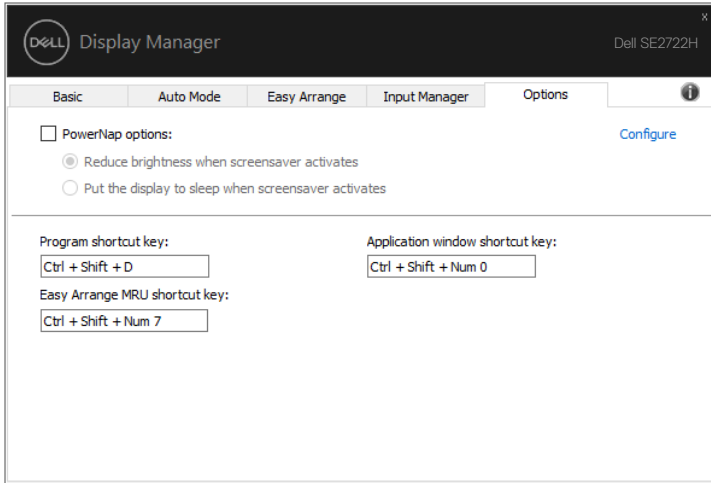 x
DELL Display Manager Dell SE2722H
Basic Auto Mode Easy Arrange Input Manager Options
PowerNap options: Configure
Reduce brightness when screensaver activates
Put the display to sleep when screensaver activates
Program shortcut key: Application window shortcut key:
Ctrl + Shift + D Ctrl + Shift + Num 0
Easy Arrange MRU shortcut key:
Ctrl + Shift + Num 7